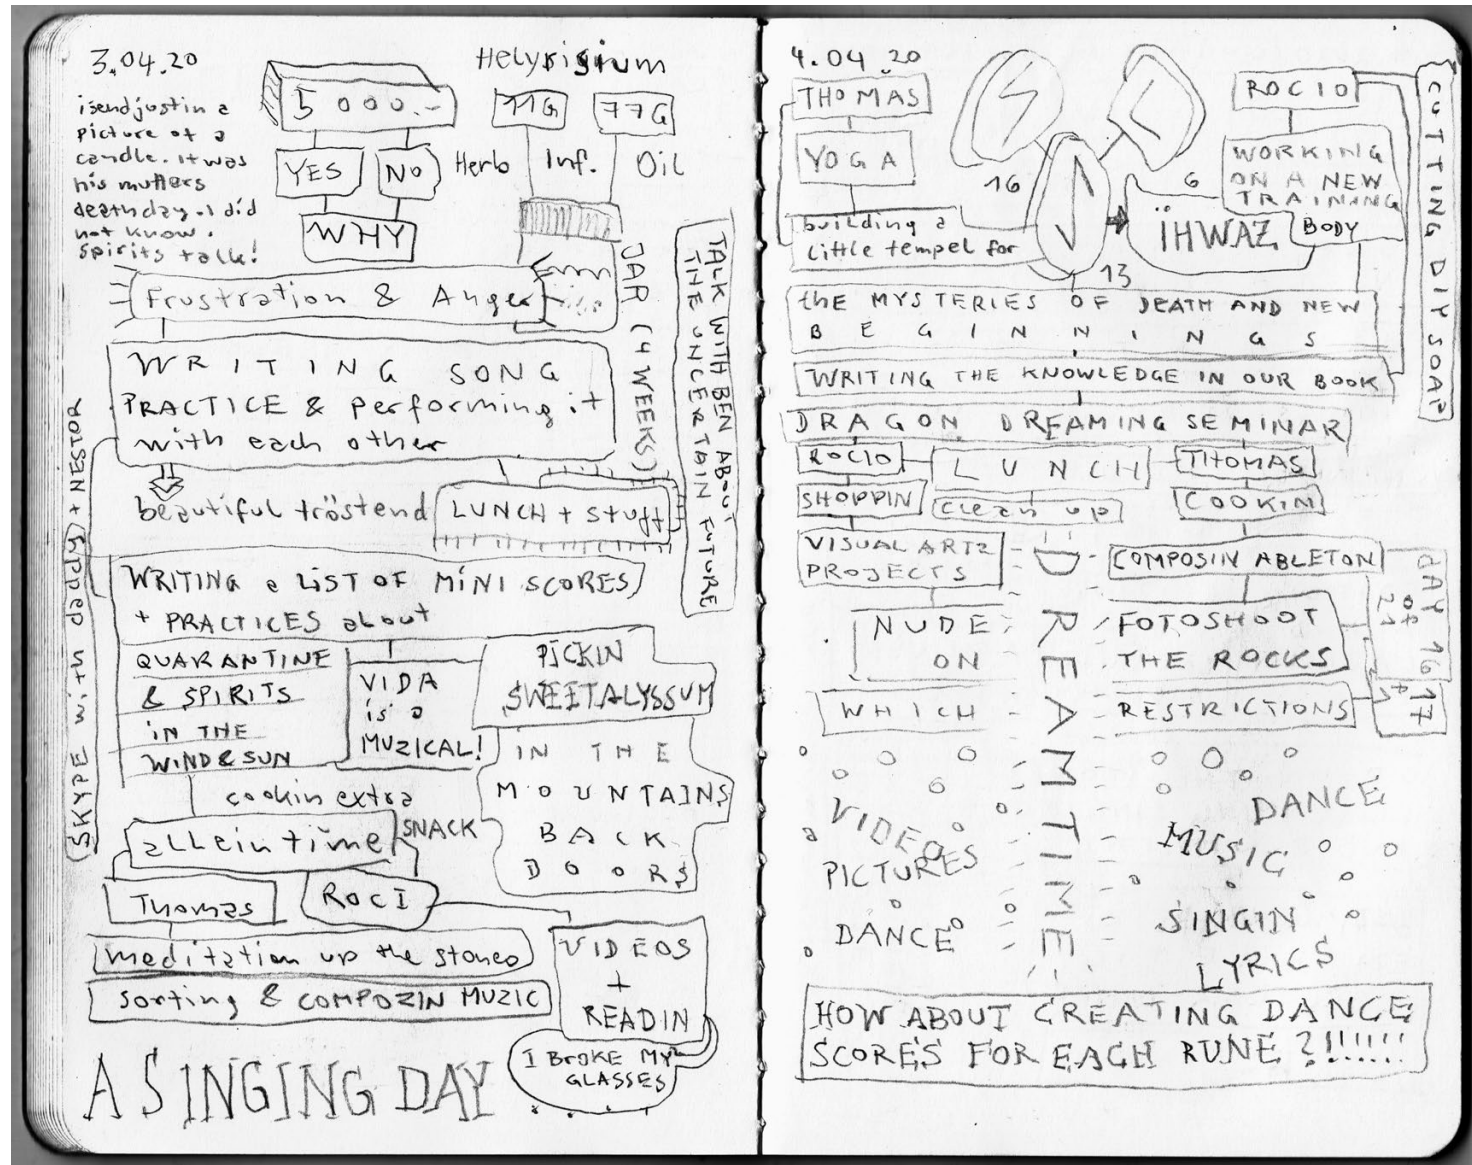 3.04.20
isendjustin a
picture of a
candle. It was
his mutters
deathday. I did
not know.
Spirits talk!
5000.-
YES
NO
WHY
Helyrisium
11G
77G
Herb
Inf.
Oil
JAR (4 WEEKS)
TALK WITH BEN ABOUT
THE UNCERTAIN FUTURE
Frustration & Anger
WRITING SONG
PRACTICE & performing it
with each other
beautiful tröstend
LUNCH + stuff
SKYPE with daddy + NESTOR
WRITING a LIST OF MINI SCORES
+ PRACTICES about
QUARANTINE
& SPIRITS
IN THE
WIND & SUN
VIDA
is a
MUZICAL!
PICKIN
SWEETALYSSUM
IN THE
MOUNTAINS
BACK
DOORS
cookin extra
SNACK
allein time
Thomas
ROCI
meditation up the stones
sorting & COMPOZIN MUZIC
VIDEOS
+
READIN
I BROKE MY
GLASSES
A SINGING DAY
4.04.20
THOMAS
YOGA
building a
little tempel for
16
6
13
ÏHWAZ
ROCIO
WORKING
ON A NEW
TRAINING
BODY
CUTTING DIY SOAP
the MYSTERIES OF DEATH AND NEW
BEGINNINGS
WRITING THE KNOWLEDGE IN OUR BOOK
DRAGON DREAMING SEMINAR
ROCIO
LUNCH
THOMAS
SHOPPIN
clean up
COOKIN
VISUAL ARTZ
PROJECTS
COMPOSIN ABLETON
NUDE
ON
FOTOSHOOT
THE ROCKS
WHICH
RESTRICTIONS
DAY 16 17
DREAMTIME
VIDEO
PICTURES
DANCE
DANCE
MUSIC
SINGIN
LYRICS
HOW ABOUT CREATING DANCE
SCORES FOR EACH RUNE?!!!!!!